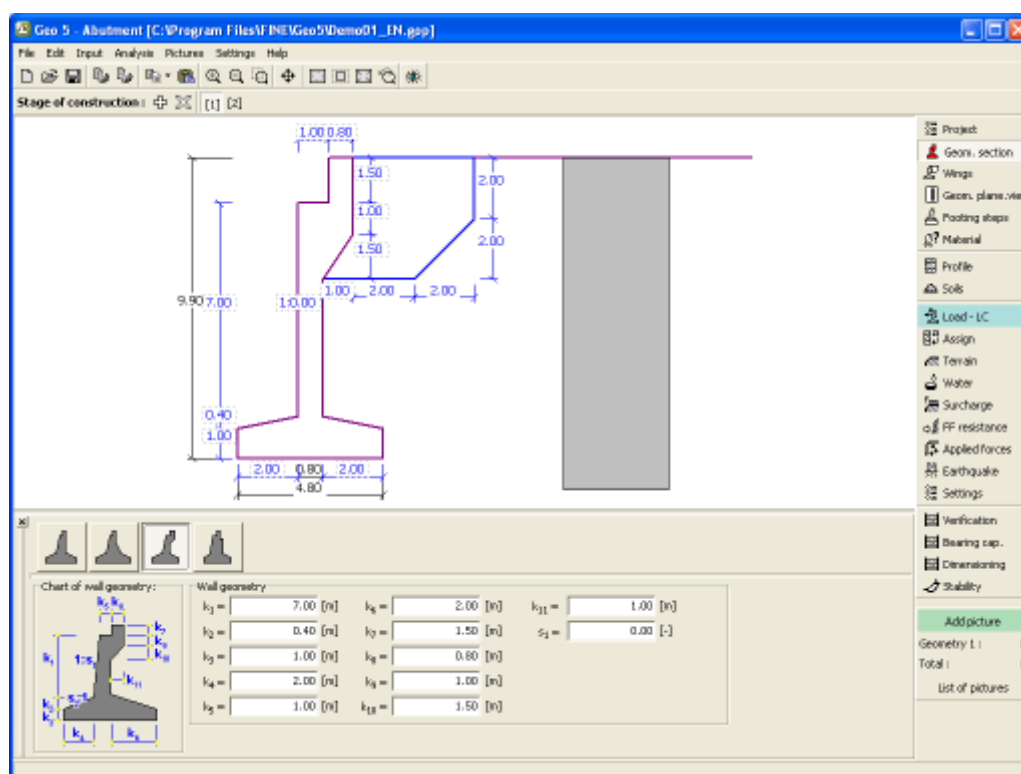 Geo 5 - Abutment [C:\Program Files\FINE\Geo5\Demo01_EN.gsp]
File Edit Input Analysis Pictures Settings Help
Stage of construction : [1] [2]
1.00 0.80
1.50
2.00
1.00
2.00
1.50
1.00 2.00 2.00
9.90 7.00 1:0.00
0.40
1.00
2.00 0.80 2.00
4.80
Project
Geom. section
Wings
Geom. plane.vie
Footing steps
Material
Profile
Soils
Load - LC
Assign
Terrain
Water
Surcharge
FF resistance
Applied forces
Earthquake
Settings
Verification
Bearing cap.
Dimensioning
Stability
Add picture
Geometry 1 :
Total :
List of pictures
Chart of wall geometry:
Wall geometry
k1 = 7.00 [m] k6 = 2.00 [m] k11 = 1.00 [m]
k2 = 0.40 [m] k7 = 1.50 [m] s1 = 0.00 [-]
k3 = 1.00 [m] k8 = 0.80 [m]
k4 = 2.00 [m] k9 = 1.00 [m]
k5 = 1.00 [m] k10 = 1.50 [m]